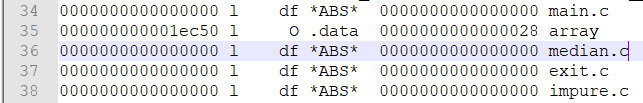 34 0000000000000000 l df *ABS* 0000000000000000 main.c
35 000000000001ec50 l O .data 0000000000000028 array
36 0000000000000000 l df *ABS* 0000000000000000 median.c
37 0000000000000000 l df *ABS* 0000000000000000 exit.c
38 0000000000000000 l df *ABS* 0000000000000000 impure.c